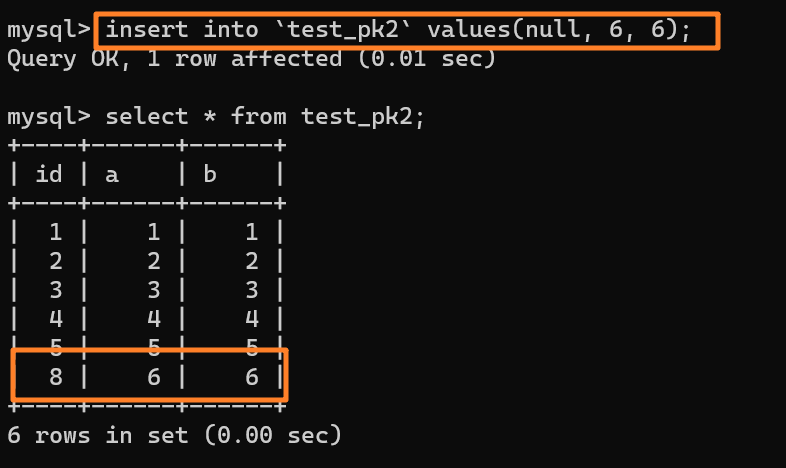 mysql> insert into `test_pk2` values(null, 6, 6);
Query OK, 1 row affected (0.01 sec)
mysql> select * from test_pk2;
+----+------+------+
| id | a    | b    |
+----+------+------+
|  1 |    1 |    1 |
|  2 |    2 |    2 |
|  3 |    3 |    3 |
|  4 |    4 |    4 |
|  5 |    5 |    5 |
|  8 |    6 |    6 |
+----+------+------+
6 rows in set (0.00 sec)